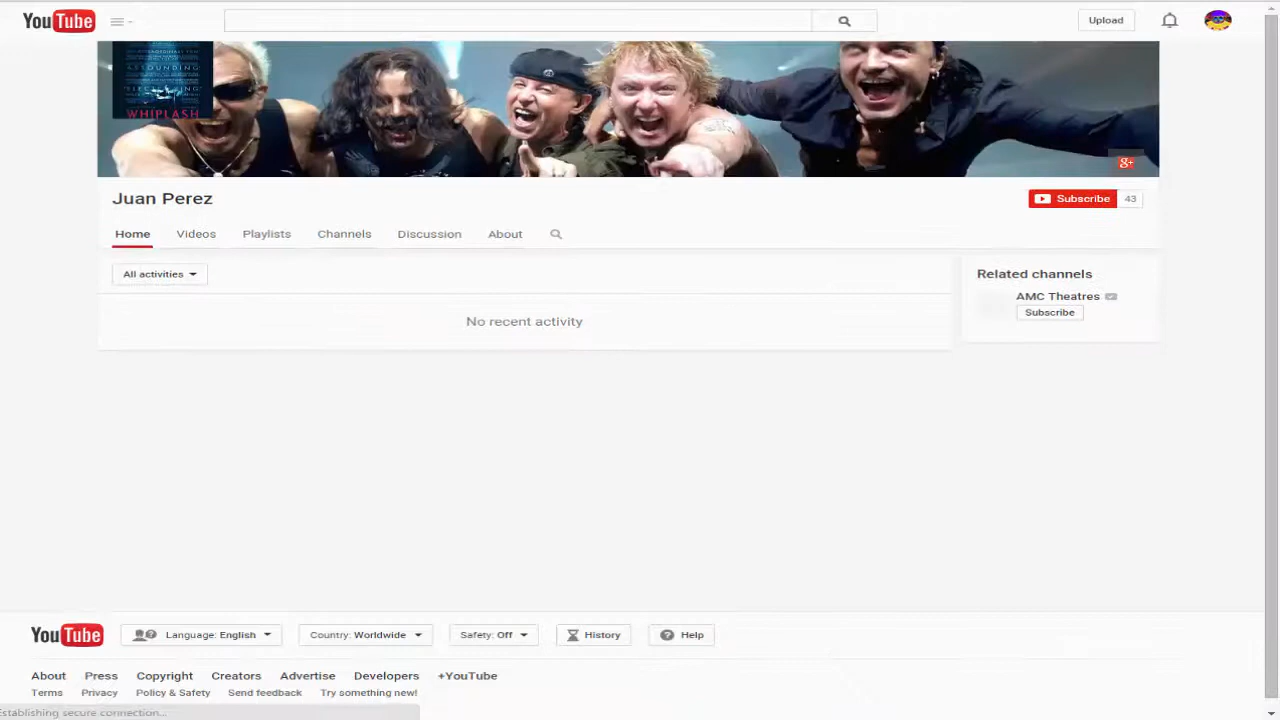 YouTube
Upload
ASTOUNDING
WHIPLASH
g+
Juan Perez
Subscribe 43
Home Videos Playlists Channels Discussion About
All activities
No recent activity
Related channels
AMC Theatres
Subscribe
YouTube
Language: English
Country: Worldwide
Safety: Off
History
Help
About Press Copyright Creators Advertise Developers +YouTube
Terms Privacy Policy & Safety Send feedback Try something new!
Establishing secure connection...